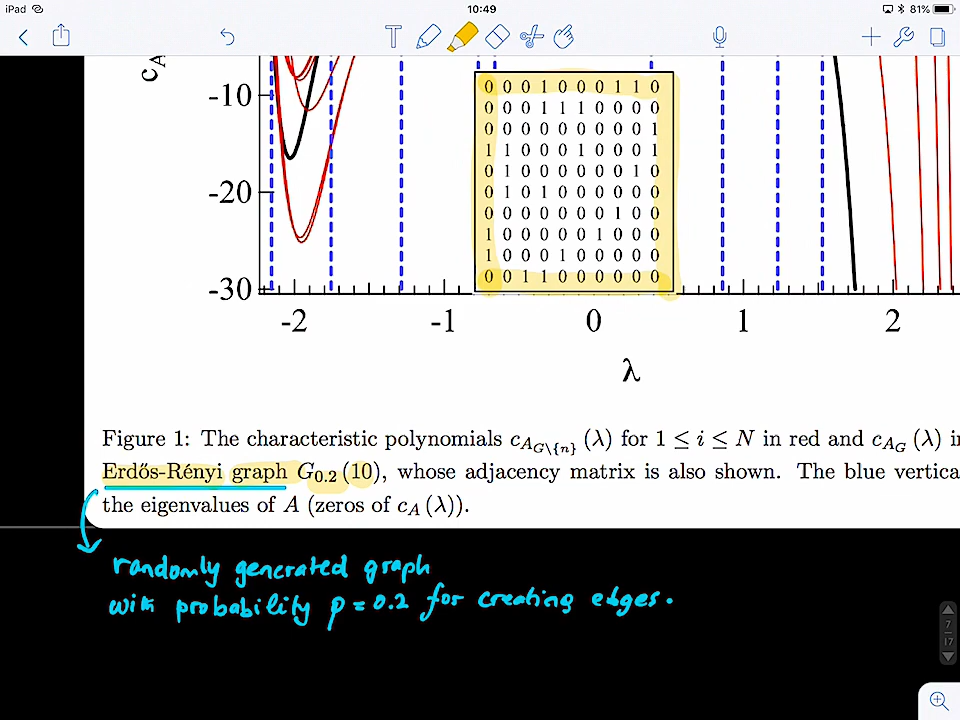 iPad 10:49 81%
T
c_A
-10
-20
-30
0 0 0 1 0 0 0 1 1 0
0 0 0 1 1 1 0 0 0 0
0 0 0 0 0 0 0 0 0 1
1 1 0 0 0 1 0 0 0 1
0 1 0 0 0 0 0 0 1 0
0 1 0 1 0 0 0 0 0 0
0 0 0 0 0 0 0 1 0 0
1 0 0 0 0 0 1 0 0 0
1 0 0 0 1 0 0 0 0 0
0 0 1 1 0 0 0 0 0 0
-2 -1 0 1 2
λ
Figure 1: The characteristic polynomials c_{A_{G\{n}}} (λ) for 1 ≤ i ≤ N in red and c_{A_G} (λ) in
Erdős-Rényi graph G_{0.2} (10), whose adjacency matrix is also shown. The blue vertica
the eigenvalues of A (zeros of c_A (λ)).
randomly generated graph
with probability p = 0.2 for creating edges.
7
17